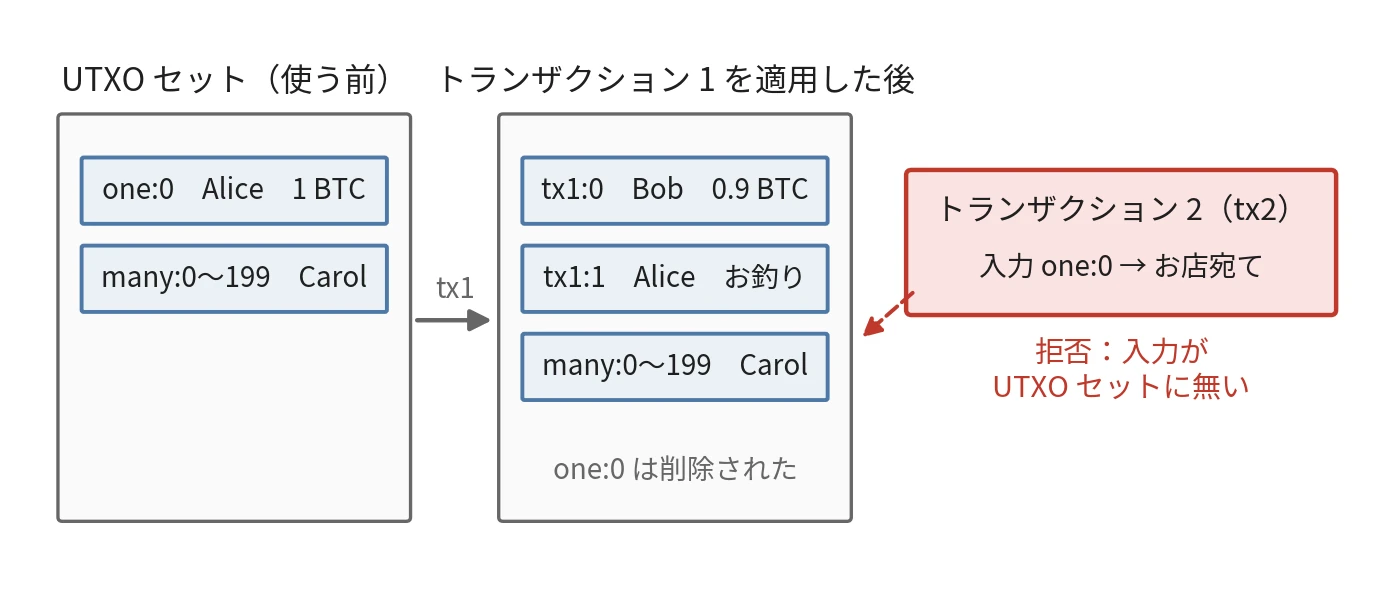 UTXO セット（使う前）
one:0 Alice 1 BTC
many:0〜199 Carol
tx1
トランザクション 1 を適用した後
tx1:0 Bob 0.9 BTC
tx1:1 Alice お釣り
many:0〜199 Carol
one:0 は削除された
トランザクション 2（tx2）
入力 one:0 → お店宛て
拒否：入力が
UTXO セットに無い